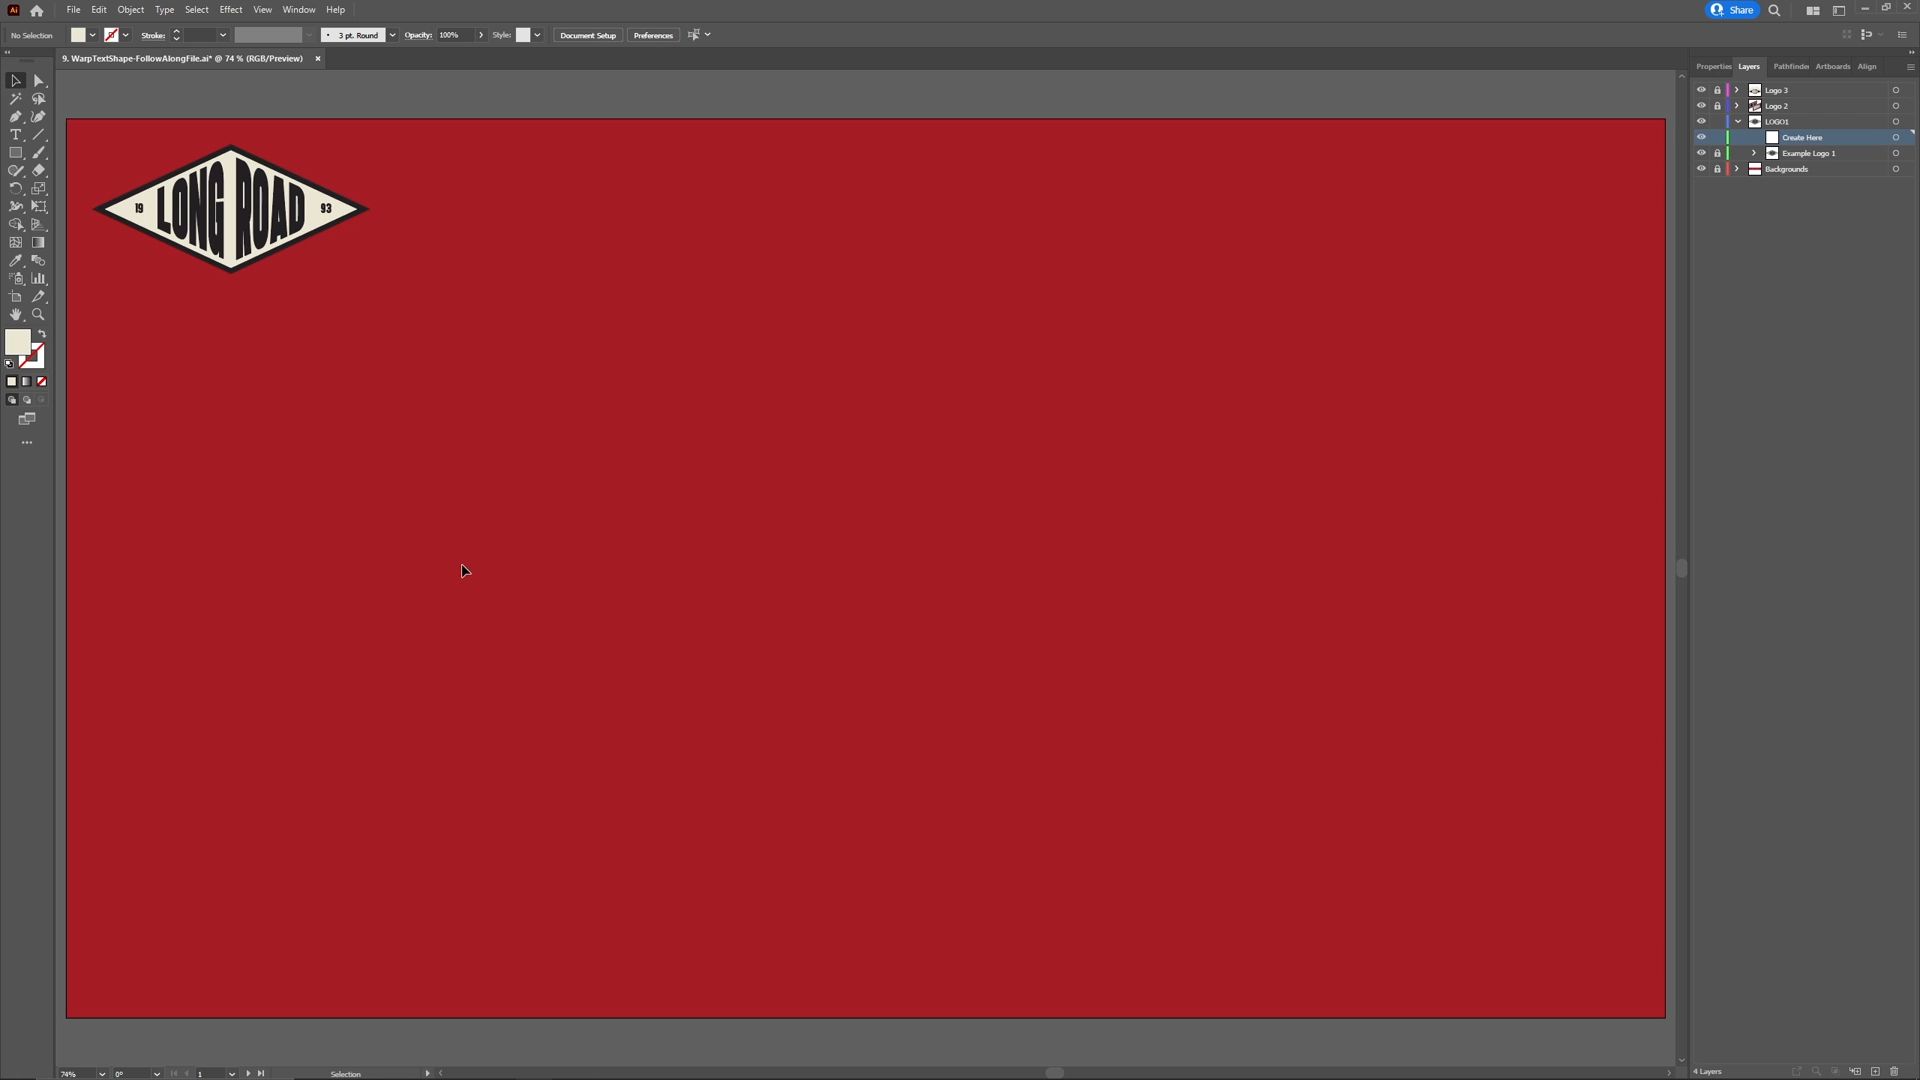 Ai File Edit Object Type Select Effect View Window Help Share
No Selection Stroke: 3 pt. Round Opacity: 100% Style: Document Setup Preferences
9. WarpTextShape-FollowAlongFile.ai* @ 74 % (RGB/Preview)
Properties Layers Pathfinder Artboards Align
Logo 3
Logo 2
LOGO1
Create Here
Example Logo 1
Backgrounds
19 LONG ROAD 93
74% 0° 1 Selection
4 Layers